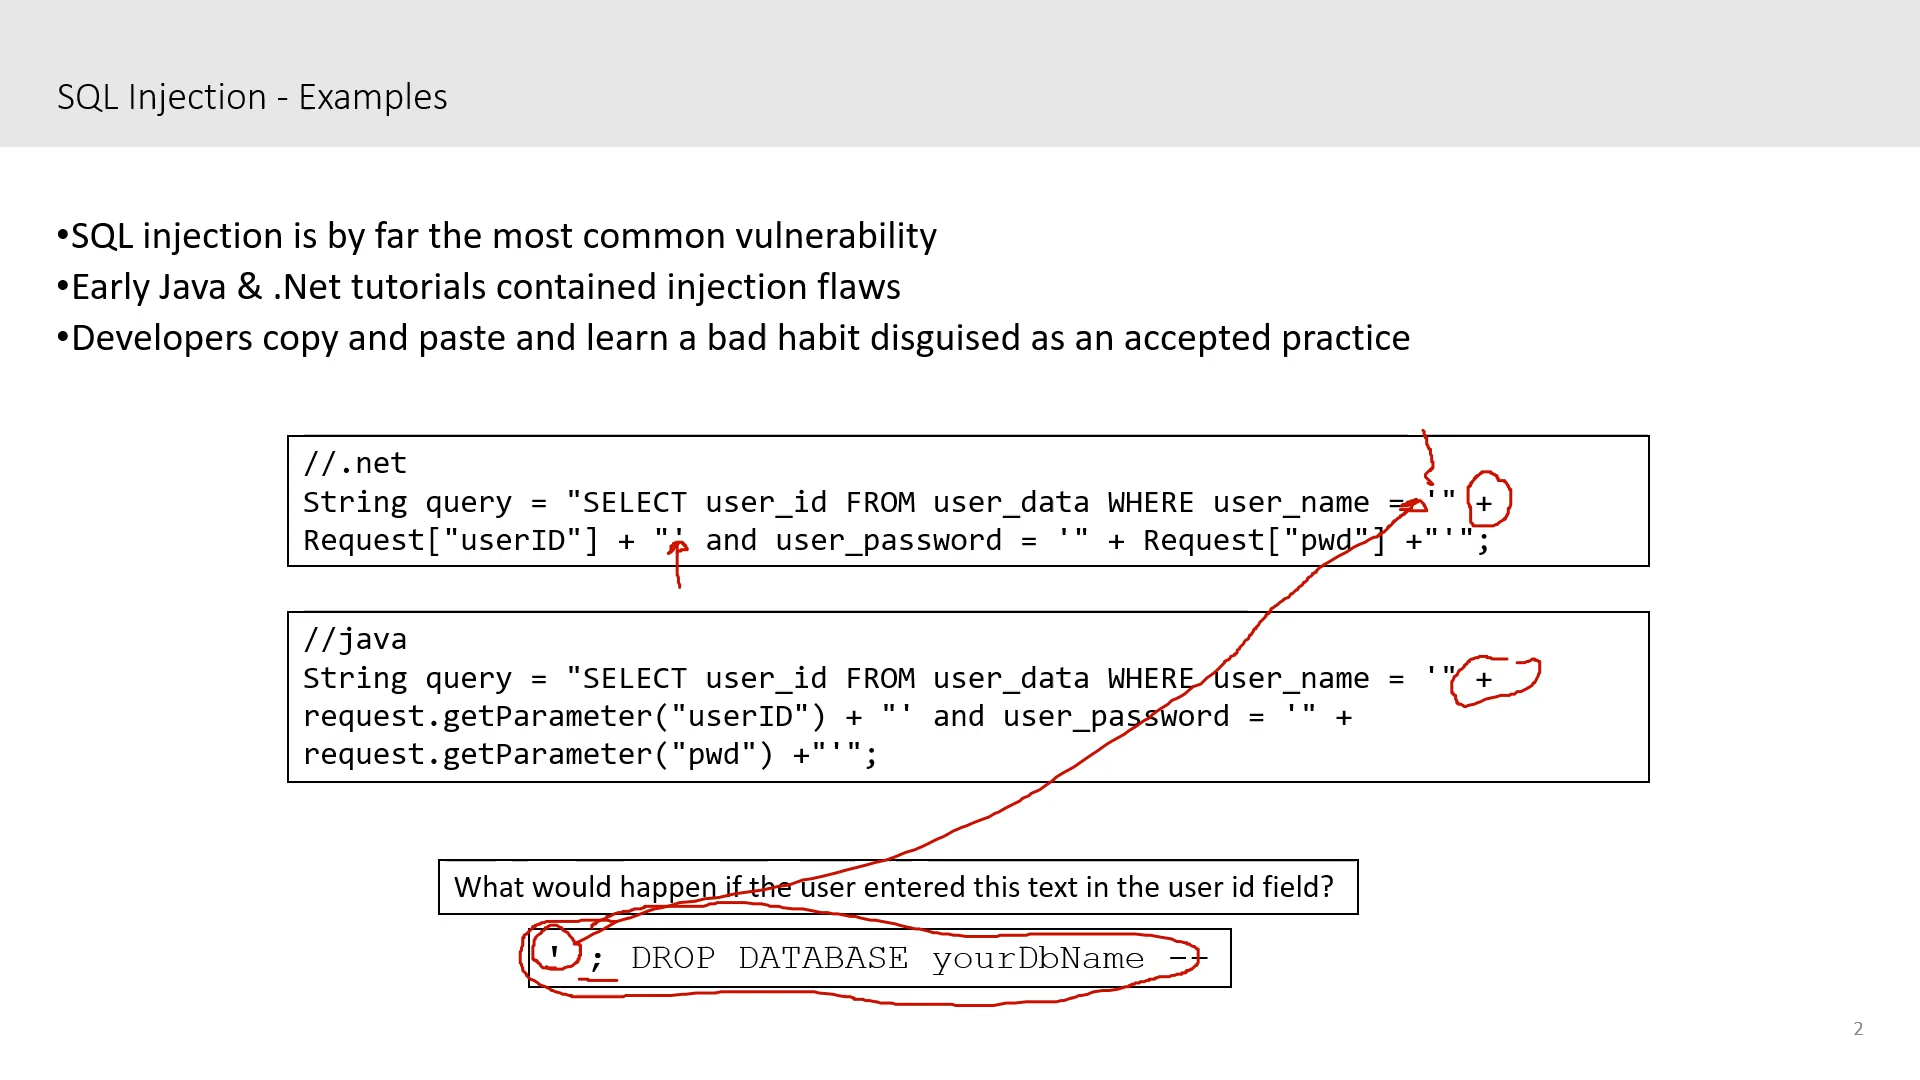 SQL Injection - Examples
•SQL injection is by far the most common vulnerability
•Early Java & .Net tutorials contained injection flaws
•Developers copy and paste and learn a bad habit disguised as an accepted practice
//.net
String query = "SELECT user_id FROM user_data WHERE user_name = '" +
Request["userID"] + "' and user_password = '" + Request["pwd"] +"'";
//java
String query = "SELECT user_id FROM user_data WHERE user_name = '" +
request.getParameter("userID") + "' and user_password = '" +
request.getParameter("pwd") +"'";
What would happen if the user entered this text in the user id field?
' ; DROP DATABASE yourDbName --
2